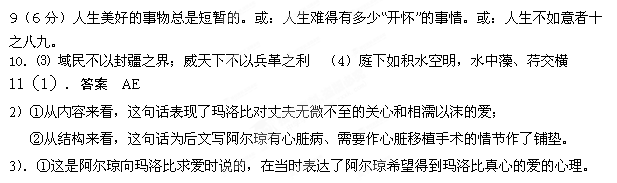 9（6分）人生美好的事物总是短暂的。或：人生难得有多少“开怀”的事情。或：人生不如意者十
之八九。
10. ⑶ 域民不以封疆之界；威天下不以兵革之利 （4）庭下如积水空明，水中藻、荇交横
11（1）. 答案 AE
2）①从内容来看，这句话表现了玛洛比对丈夫无微不至的关心和相濡以沫的爱；
②从结构来看，这句话为后文写阿尔琼有心脏病、需要作心脏移植手术的情节作了铺垫。
3）. ①这是阿尔琼向玛洛比求爱时说的，在当时表达了阿尔琼希望得到玛洛比真心的爱的心理。